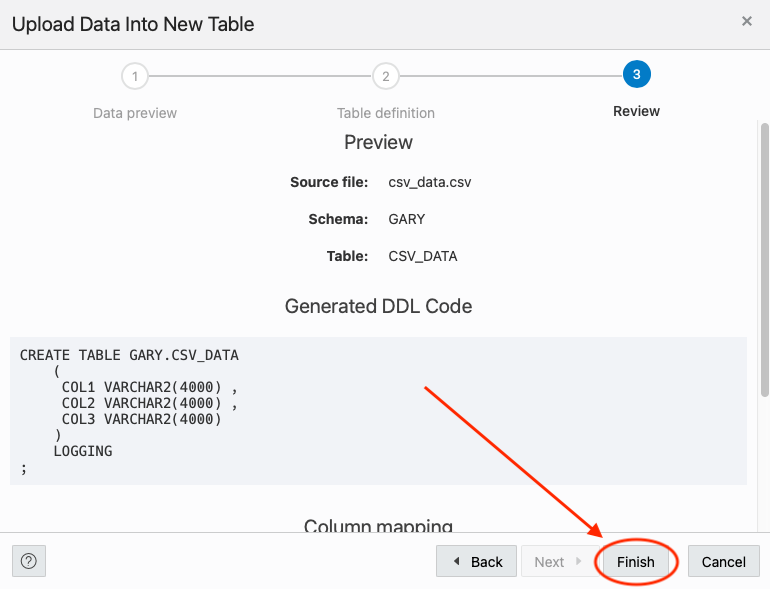 Upload Data Into New Table ×
1 2 3
Data preview Table definition Review
Preview
Source file: csv_data.csv
Schema: GARY
Table: CSV_DATA
Generated DDL Code
CREATE TABLE GARY.CSV_DATA
(
COL1 VARCHAR2(4000) ,
COL2 VARCHAR2(4000) ,
COL3 VARCHAR2(4000)
)
LOGGING
;
Column mapping
? Back Next Finish Cancel